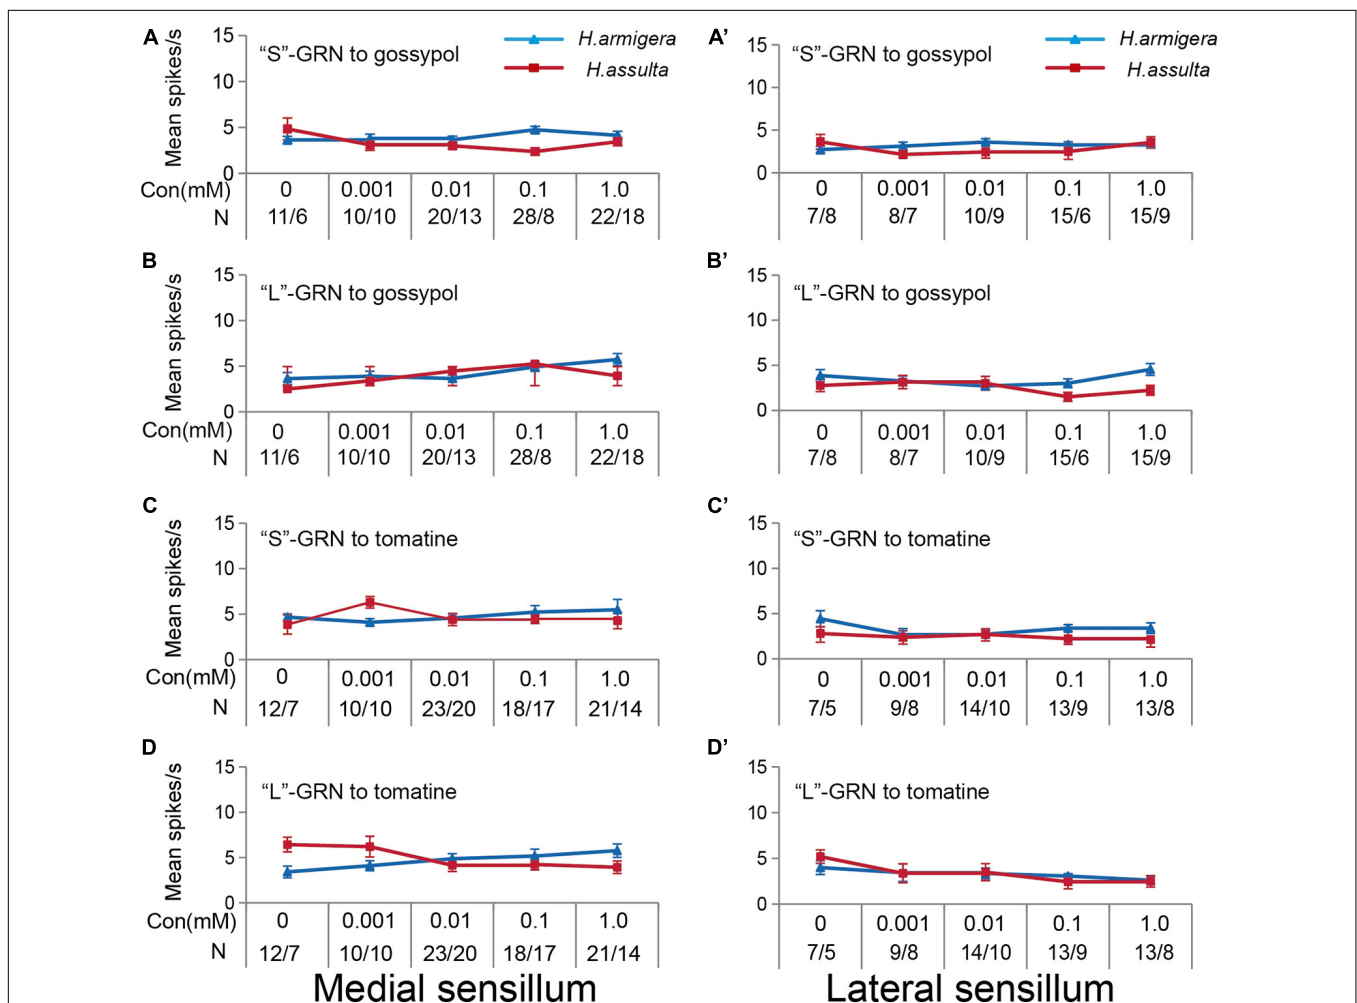 A
Mean spikes/s
15
10
5
0
“S”-GRN to gossypol
H.armigera
H.assulta
Con(mM) 0 0.001 0.01 0.1 1.0
N 11/6 10/10 20/13 28/8 22/18
A’
15
10
5
0
“S”-GRN to gossypol
H.armigera
H.assulta
0 0.001 0.01 0.1 1.0
7/8 8/7 10/9 15/6 15/9
B
Mean spikes/s
15
10
5
0
“L”-GRN to gossypol
Con(mM) 0 0.001 0.01 0.1 1.0
N 11/6 10/10 20/13 28/8 22/18
B’
15
10
5
0
“L”-GRN to gossypol
0 0.001 0.01 0.1 1.0
7/8 8/7 10/9 15/6 15/9
C
Mean spikes/s
15
10
5
0
“S”-GRN to tomatine
Con(mM) 0 0.001 0.01 0.1 1.0
N 12/7 10/10 23/20 18/17 21/14
C’
15
10
5
0
“S”-GRN to tomatine
0 0.001 0.01 0.1 1.0
7/5 9/8 14/10 13/9 13/8
D
Mean spikes/s
15
10
5
0
“L”-GRN to tomatine
Con(mM) 0 0.001 0.01 0.1 1.0
N 12/7 10/10 23/20 18/17 21/14
D’
15
10
5
0
“L”-GRN to tomatine
0 0.001 0.01 0.1 1.0
7/5 9/8 14/10 13/9 13/8
Medial sensillum
Lateral sensillum